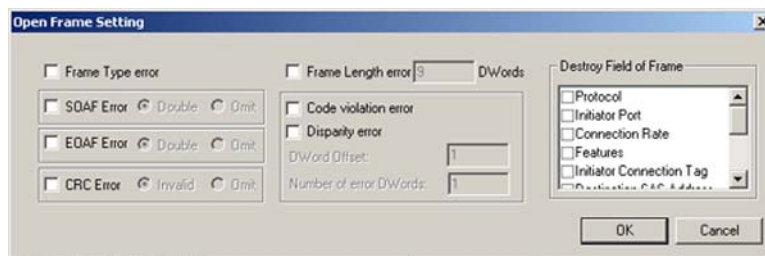 Open Frame Setting
Frame Type error
SOAF Error Double Omit
EOAF Error Double Omit
CRC Error Invalid Omit
Frame Length error 9 DWords
Code violation error
Disparity error
DWord Offset: 1
Number of error DWords: 1
Destroy Field of Frame
Protocol
Initiator Port
Connection Rate
Features
Initiator Connection Tag
OK Cancel